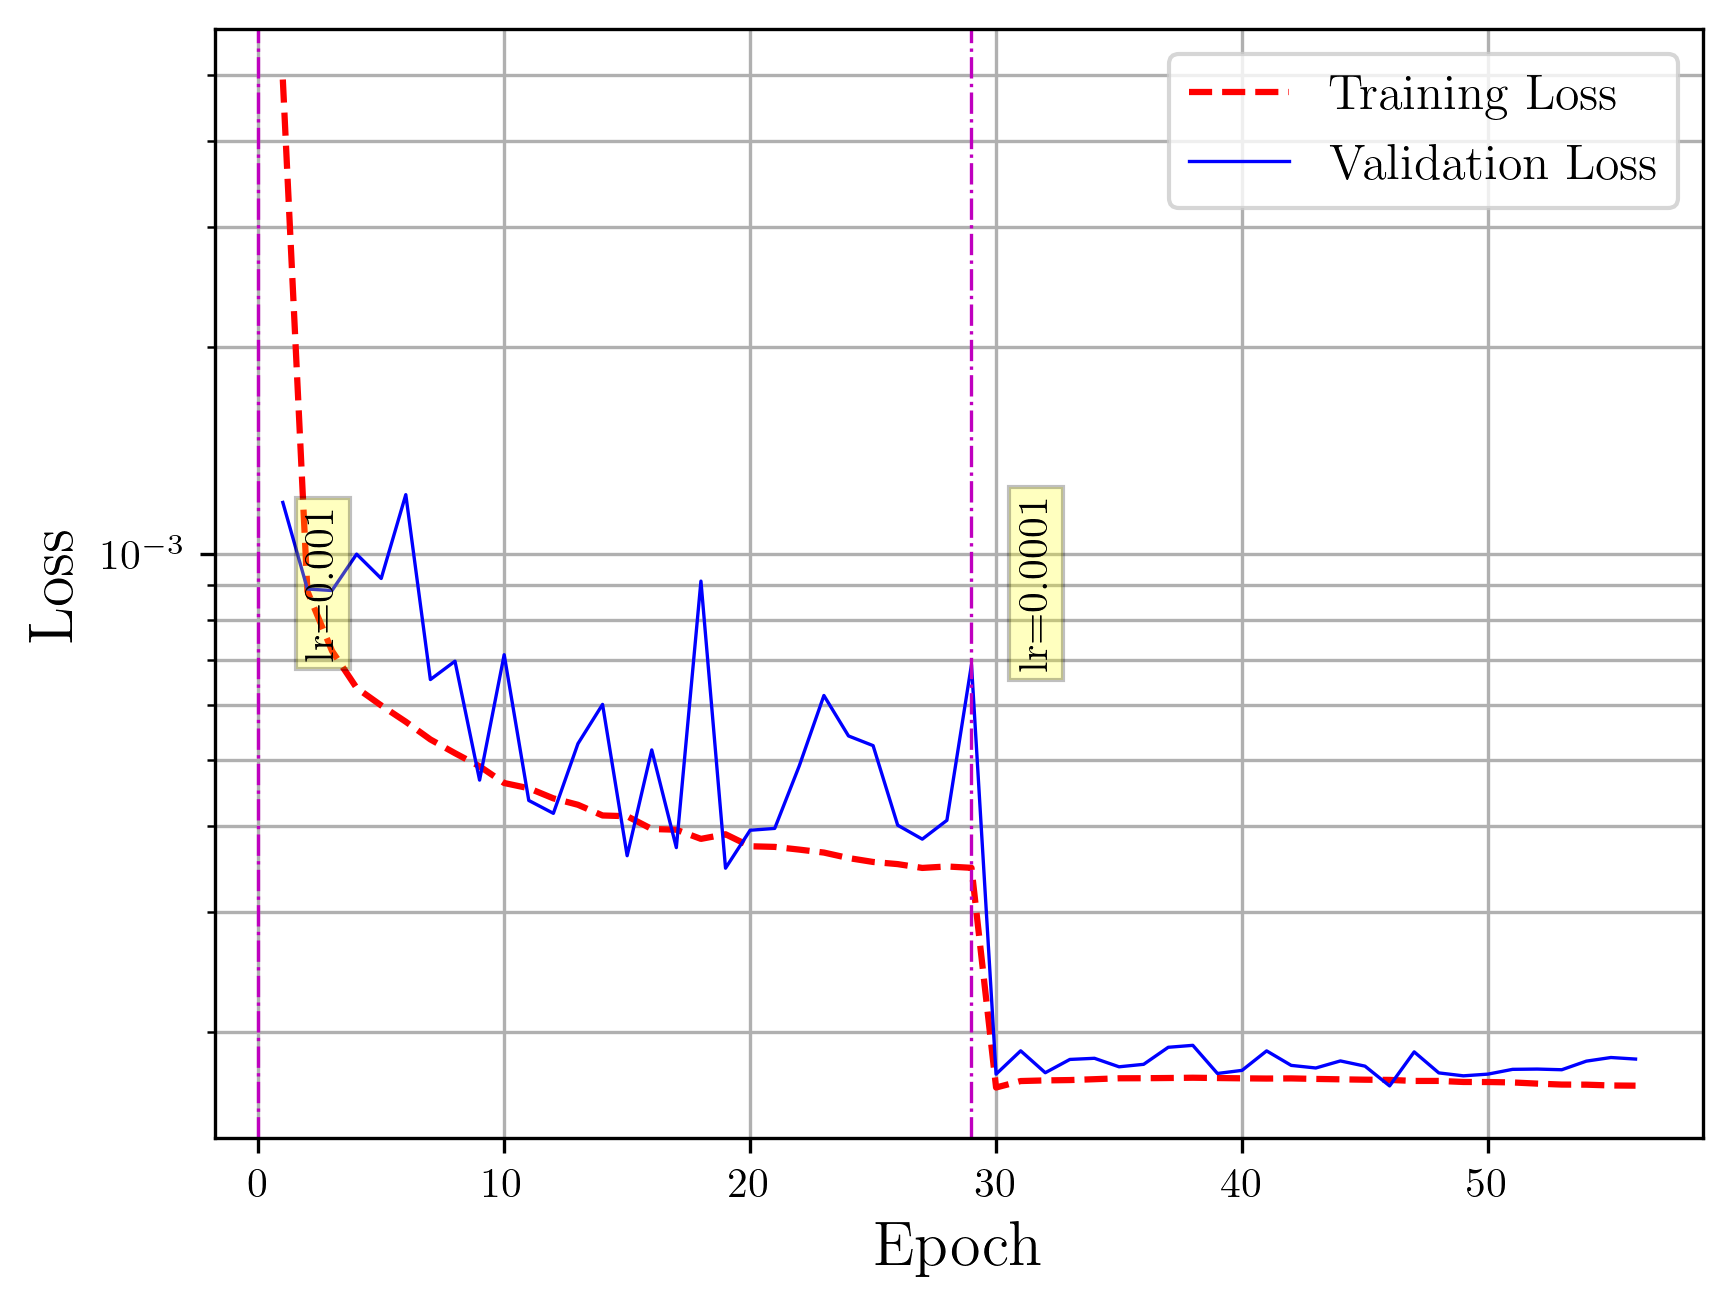 Training Loss
Validation Loss
lr=0.001
lr=0.0001
10⁻³
Loss
0 10 20 30 40 50
Epoch